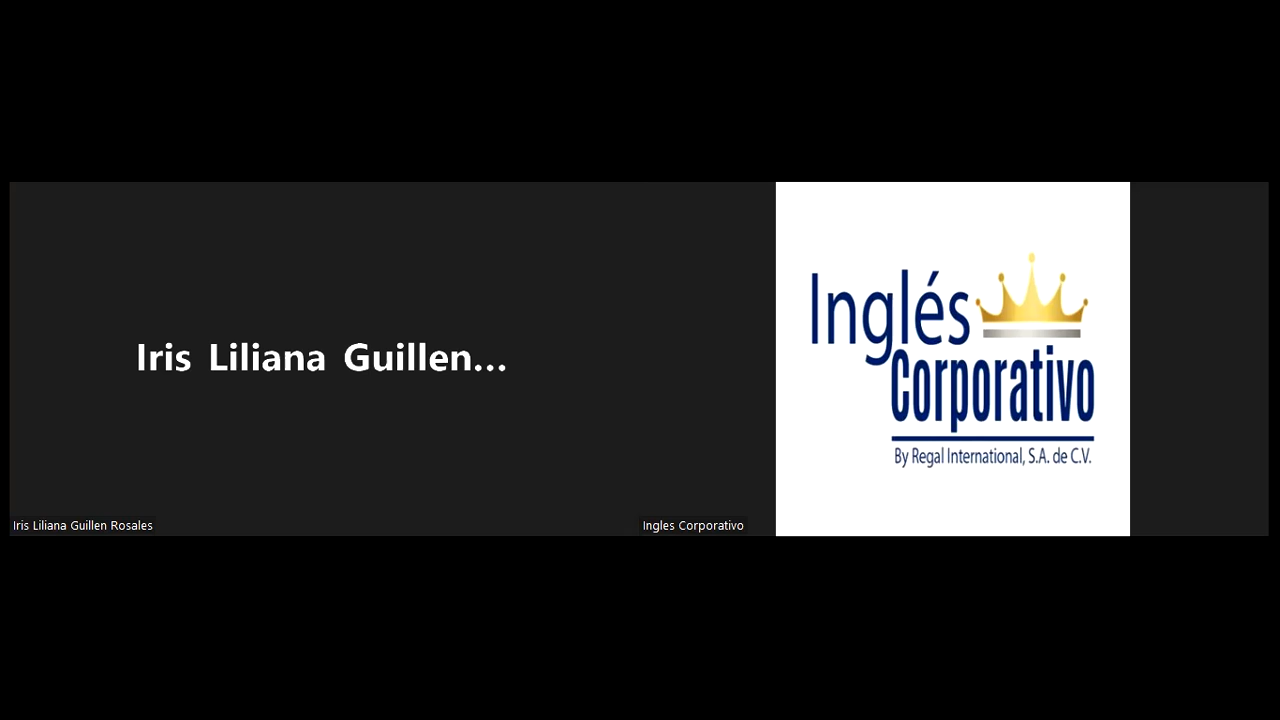 Iris Liliana Guillen...
Iris Liliana Guillen Rosales
Inglés
Corporativo
By Regal International, S.A. de C.V.
Ingles Corporativo